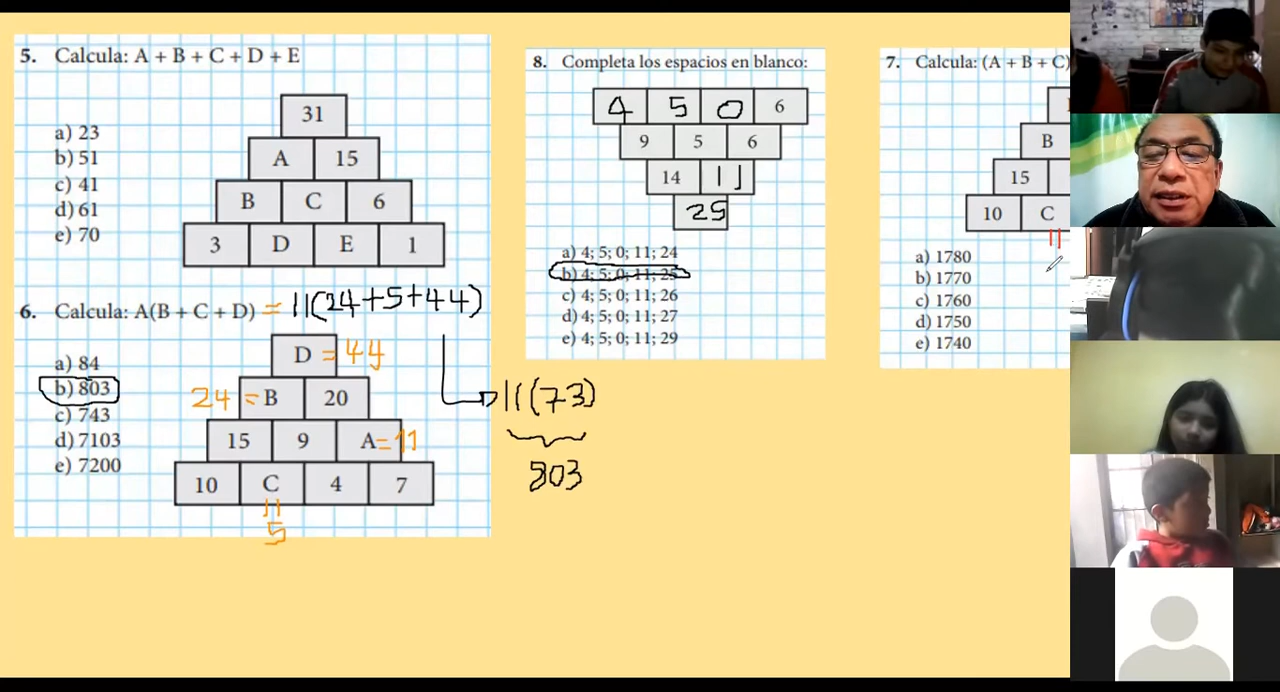 5. Calcula: A + B + C + D + E
31
a) 23
b) 51
c) 41
d) 61
e) 70
A 15
B C 6
3 D E 1
6. Calcula: A(B + C + D) = 11(24+5+44)
a) 84
b) 803
c) 743
d) 7103
e) 7200
D = 44
24 = B 20
15 9 A = 11
10 C 4 7
5
11(73)
803
8. Completa los espacios en blanco:
4 5 0 6
9 5 6
14 11
25
a) 4; 5; 0; 11; 24
b) 4; 5; 0; 11; 25
c) 4; 5; 0; 11; 26
d) 4; 5; 0; 11; 27
e) 4; 5; 0; 11; 29
7. Calcula: (A + B + C)
B
15
10 C
a) 1780
b) 1770
c) 1760
d) 1750
e) 1740